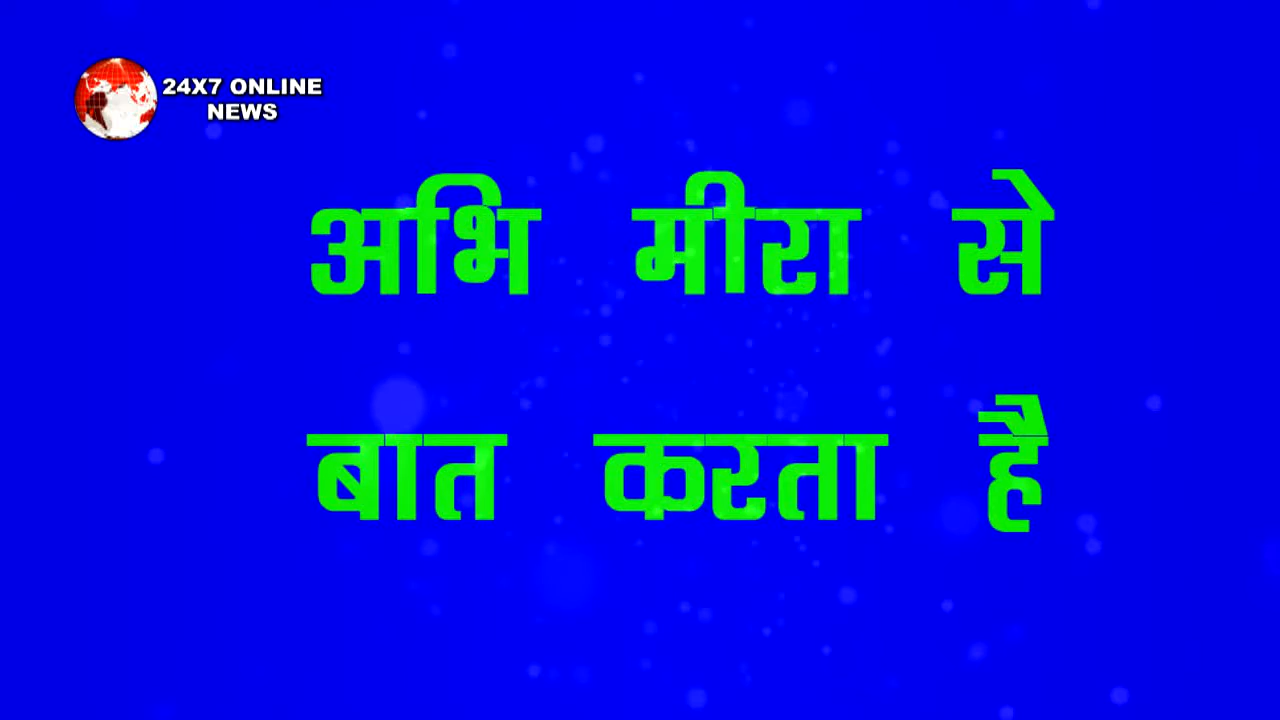 24X7 ONLINE
NEWS
अभि मीरा से
बात करता है